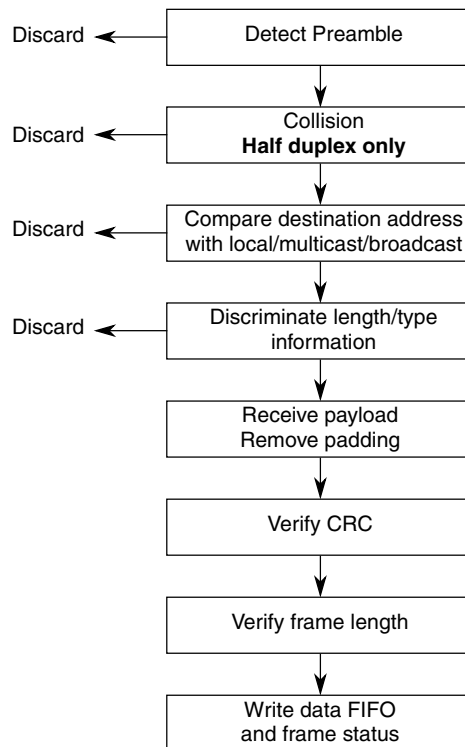 Discard
Detect Preamble
Discard
Collision
Half duplex only
Discard
Compare destination address
with local/multicast/broadcast
Discard
Discriminate length/type
information
Receive payload
Remove padding
Verify CRC
Verify frame length
Write data FIFO
and frame status